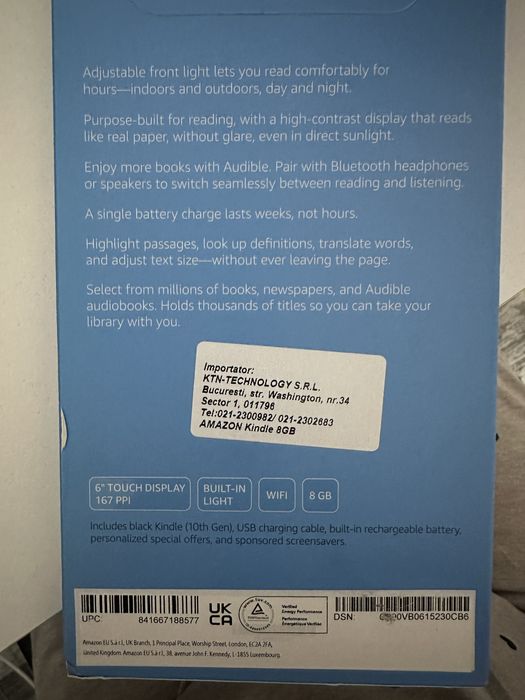 Adjustable front light lets you read comfortably for
hours—indoors and outdoors, day and night.
Purpose-built for reading, with a high-contrast display that reads
like real paper, without glare, even in direct sunlight.
Enjoy more books with Audible. Pair with Bluetooth headphones
or speakers to switch seamlessly between reading and listening.
A single battery charge lasts weeks, not hours.
Highlight passages, look up definitions, translate words,
and adjust text size—without ever leaving the page.
Select from millions of books, newspapers, and Audible
audiobooks. Holds thousands of titles so you can take your
library with you.
Importator:
KTN-TECHNOLOGY S.R.L.
Bucuresti, str. Washington, nr.34
Sector 1, 011796
Tel:021-2300982/ 021-2302683
AMAZON Kindle 8GB
6" TOUCH DISPLAY
167 PPI
BUILT-IN
LIGHT
WIFI
8 GB
Includes black Kindle (10th Gen), USB charging cable, built-in rechargeable battery,
personalized special offers, and sponsored screensavers.
UPC: 841667188577
UK
CA
Verified
Energy Performance
Performance
Énergétique Vérifiée
DSN:
Amazon EU S.à r.l., UK Branch, 1 Principal Place, Worship Street, London, EC2A 2FA,
United Kingdom. Amazon EU S.à r.l., 38, avenue John F. Kennedy, L-1855 Luxembourg.